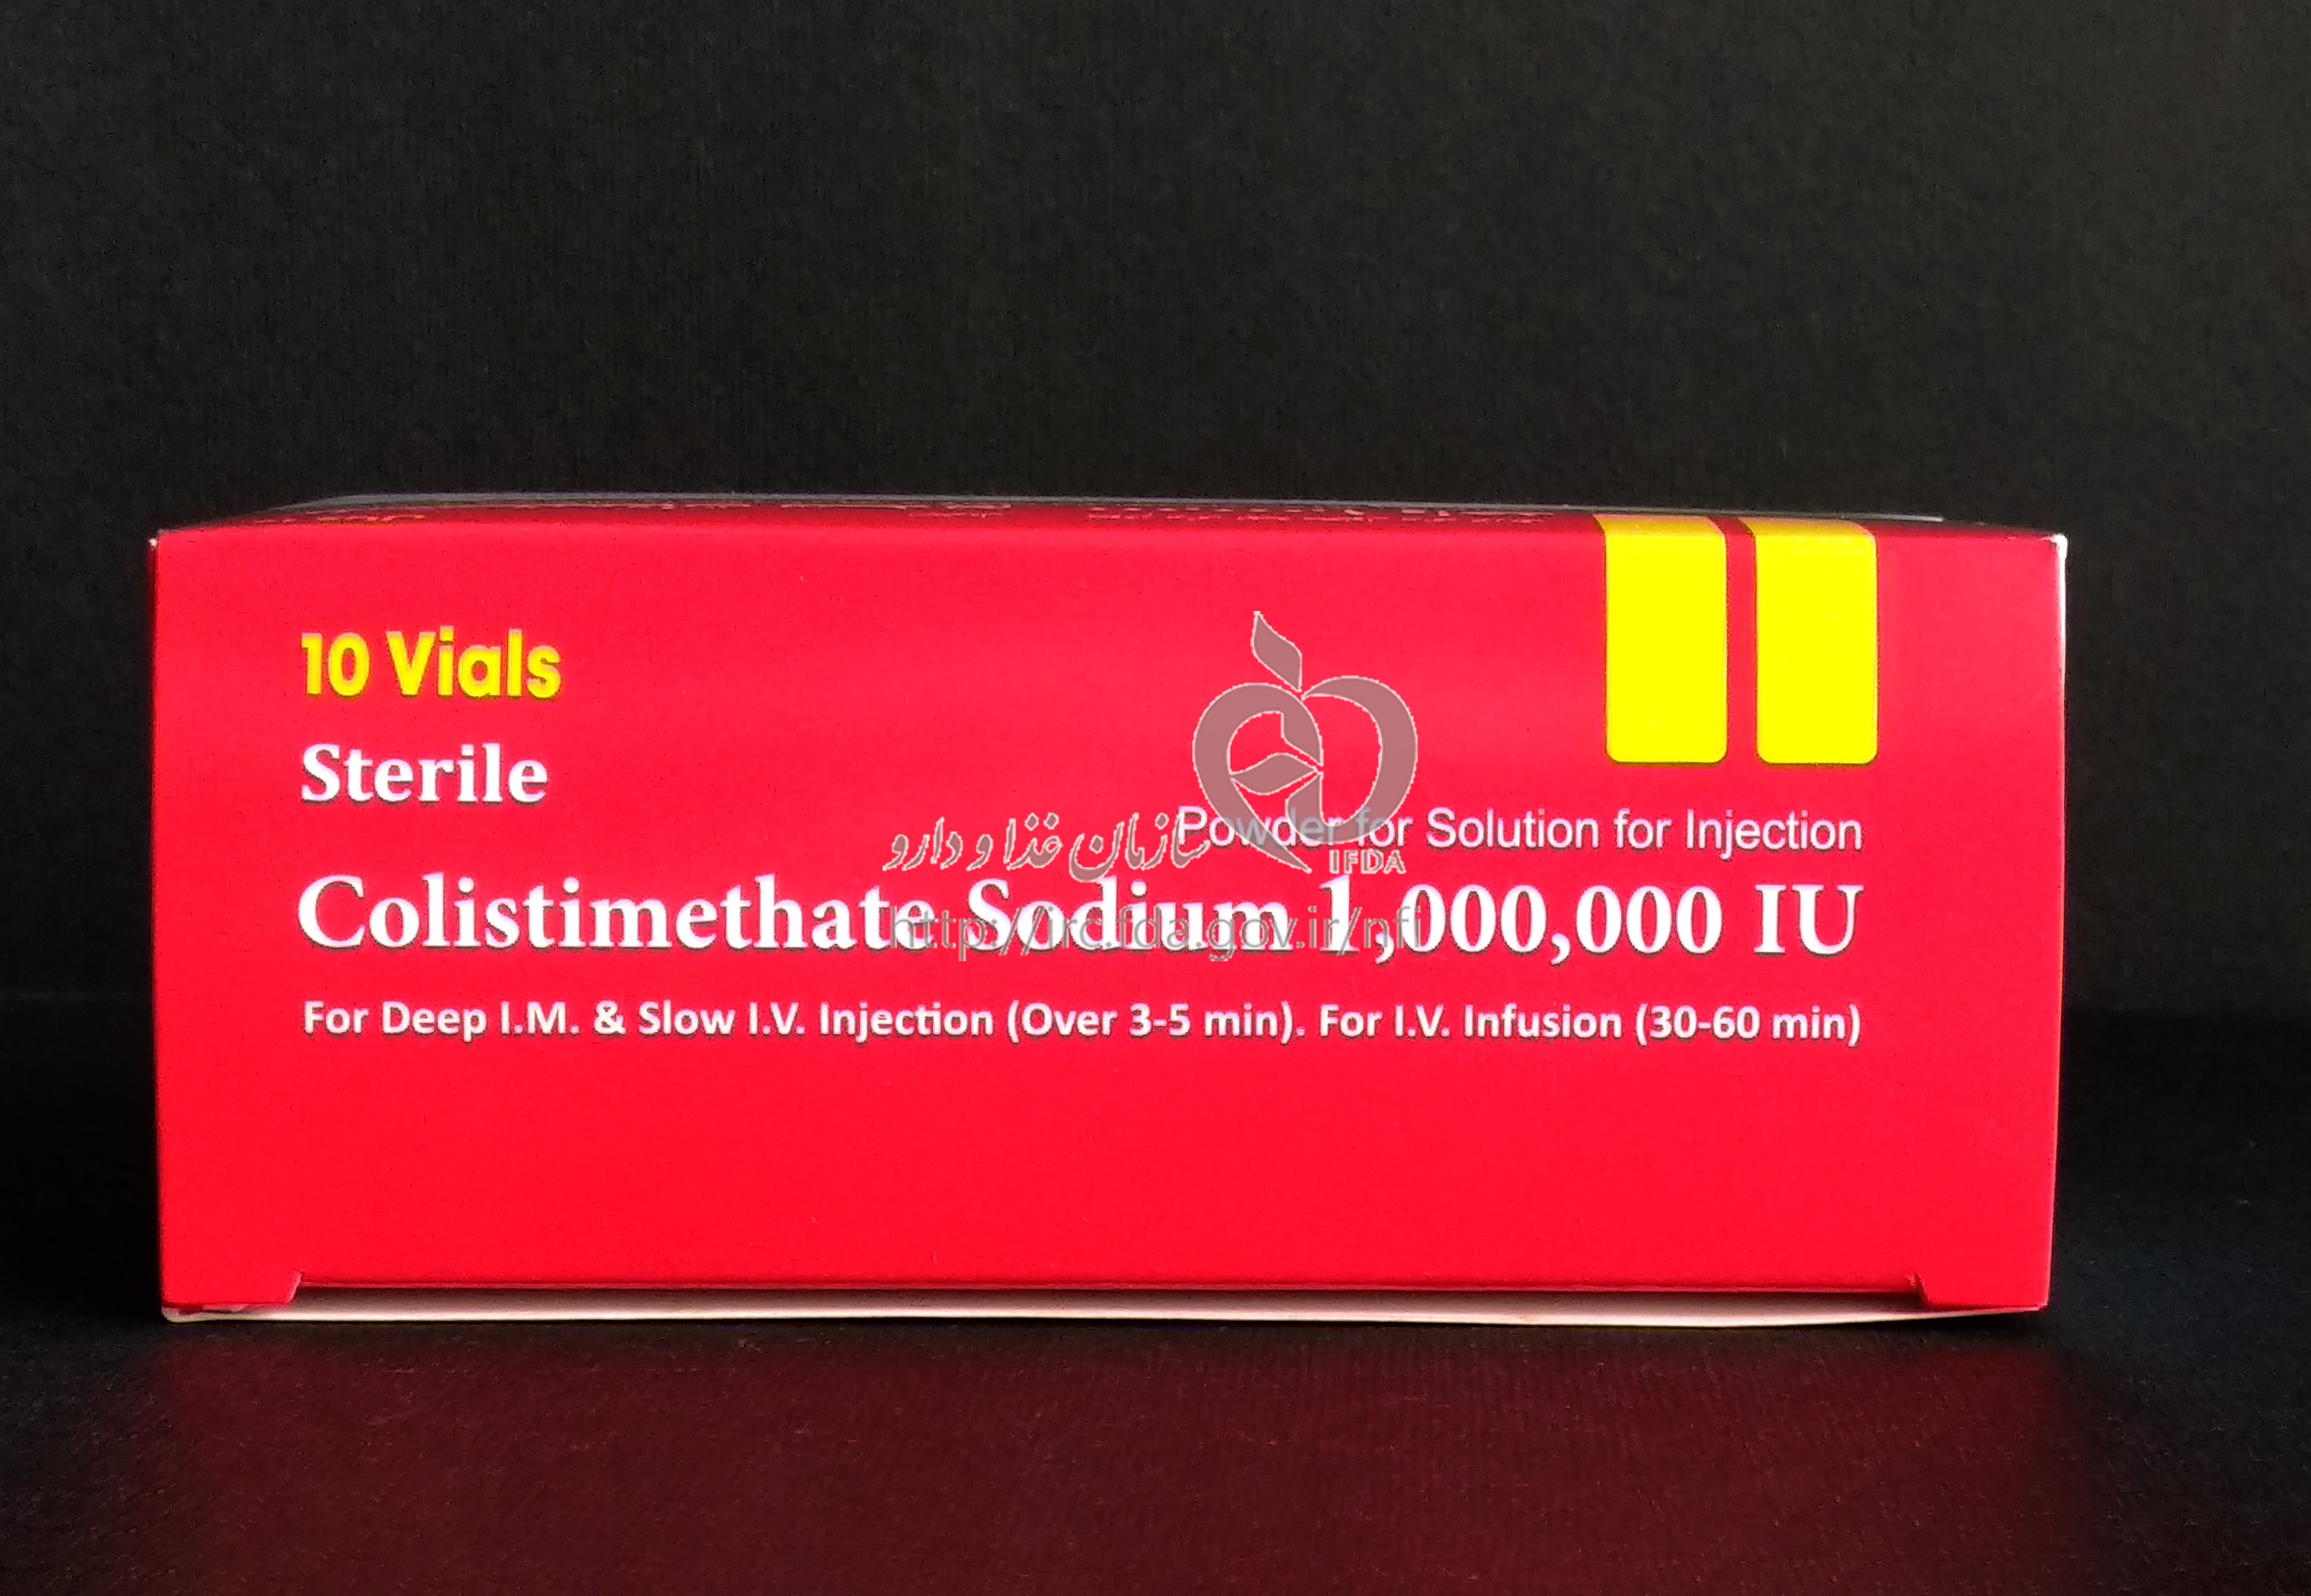 10 Vials
Sterile
Powder for Solution for Injection
سازمان غذا و دارو
IFDA
Colistimethate Sodium 1,000,000 IU
http://irc.fda.gov.ir/nfi
For Deep I.M. & Slow I.V. Injection (Over 3-5 min). For I.V. Infusion (30-60 min)